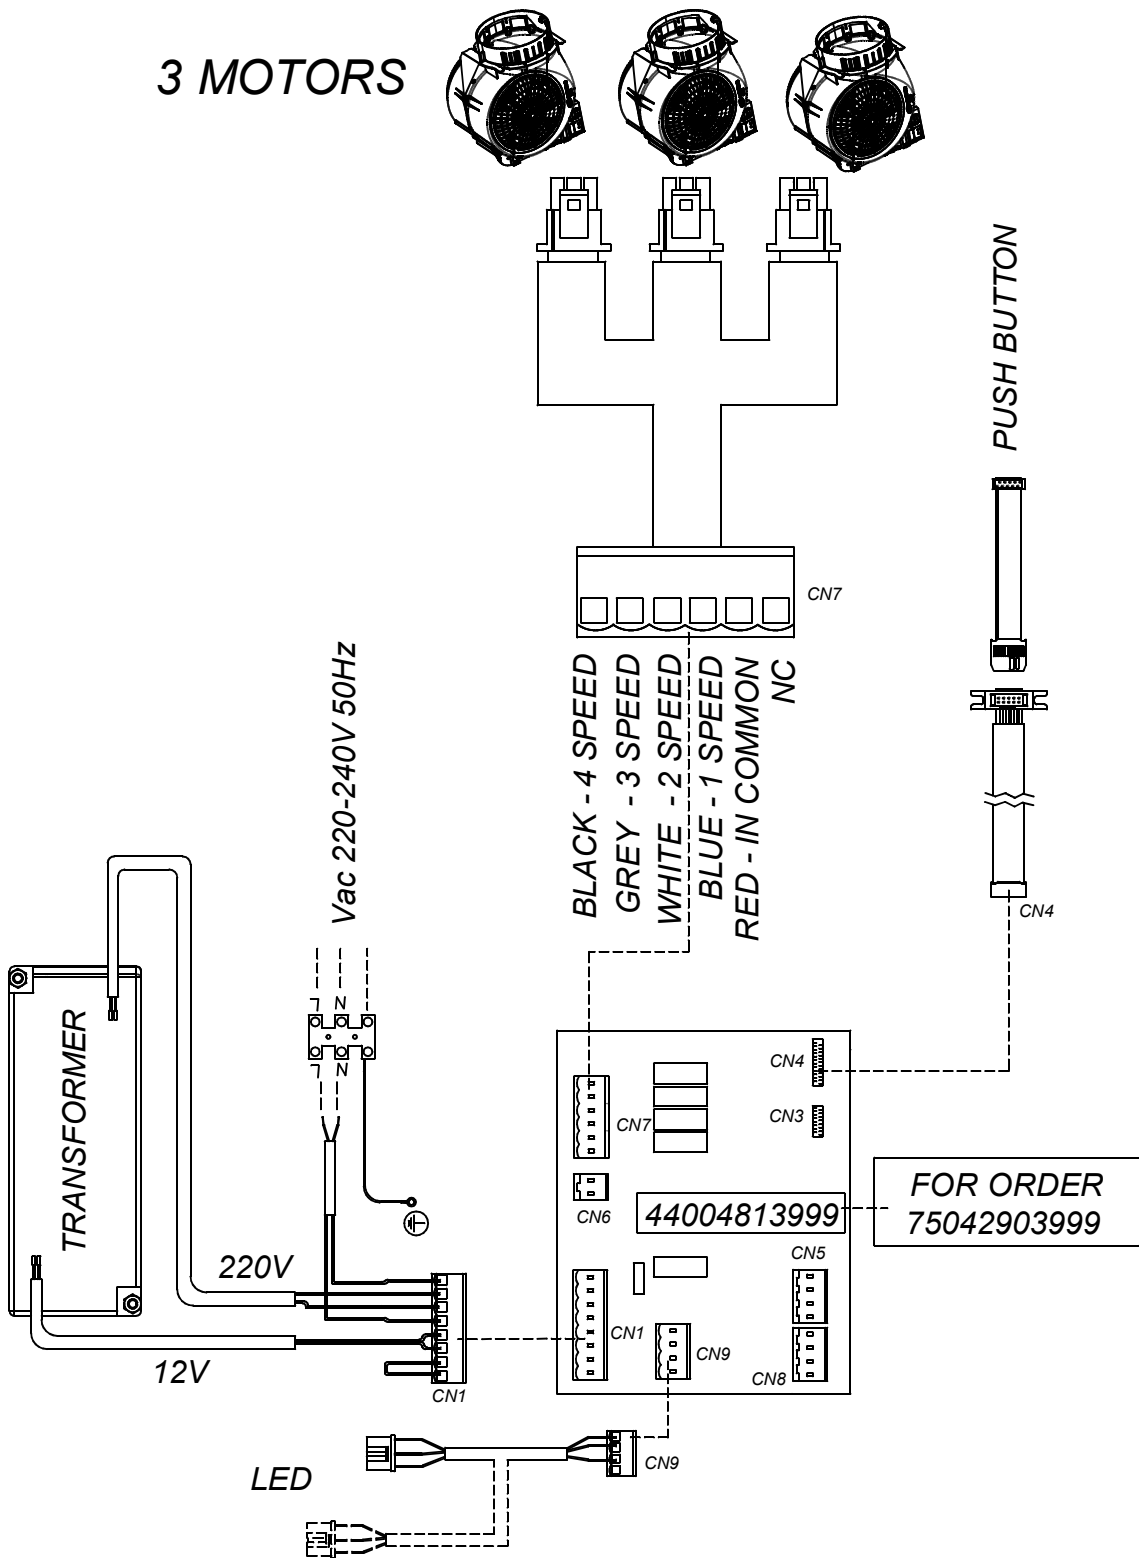 3 MOTORS
PUSH BUTTON
CN7
BLACK - 4 SPEED
GREY - 3 SPEED
WHITE - 2 SPEED
BLUE - 1 SPEED
RED - IN COMMON
NC
Vac 220-240V 50Hz
CN4
L N
L N
TRANSFORMER
CN4
CN3
CN7
CN6
44004813999
FOR ORDER
75042903999
CN5
220V
12V
CN1
CN1
CN9
CN8
CN9
LED